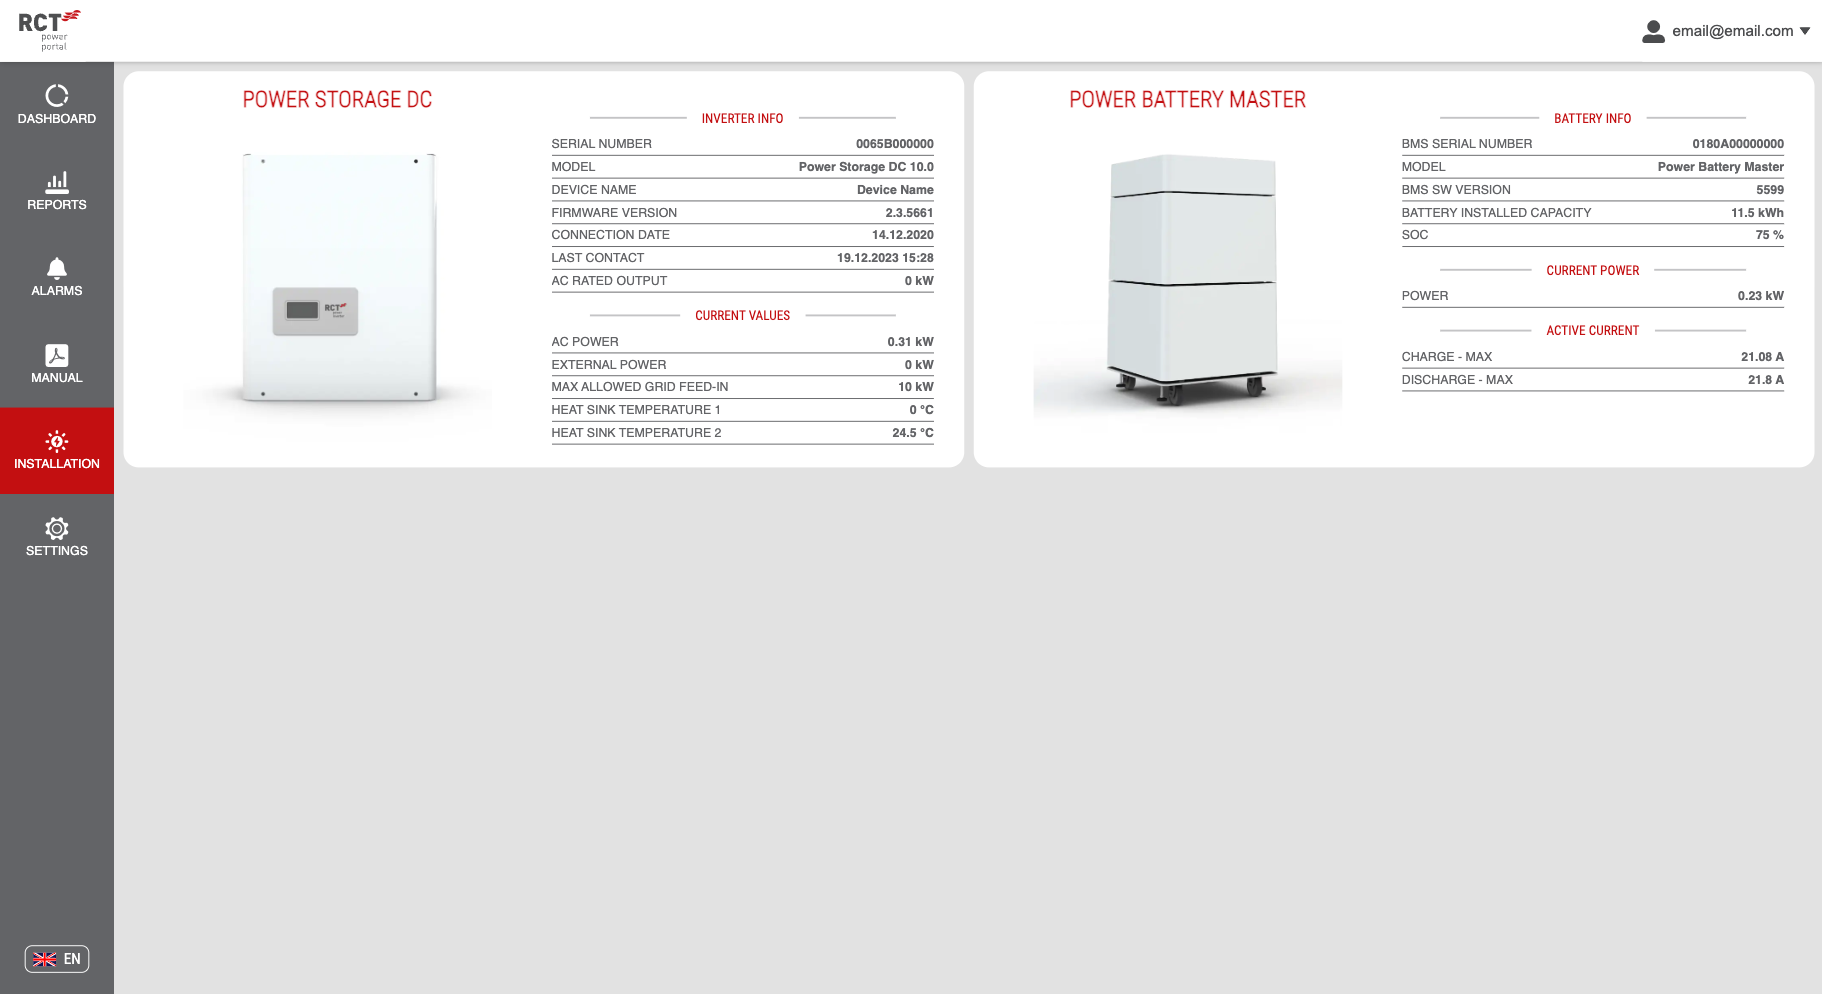 RCT
power
portal
email@email.com
DASHBOARD
REPORTS
ALARMS
MANUAL
INSTALLATION
SETTINGS
EN
POWER STORAGE DC
RCT
INVERTER INFO
SERIAL NUMBER 0065B000000
MODEL Power Storage DC 10.0
DEVICE NAME Device Name
FIRMWARE VERSION 2.3.5661
CONNECTION DATE 14.12.2020
LAST CONTACT 19.12.2023 15:28
AC RATED OUTPUT 0 kW
CURRENT VALUES
AC POWER 0.31 kW
EXTERNAL POWER 0 kW
MAX ALLOWED GRID FEED-IN 10 kW
HEAT SINK TEMPERATURE 1 0 °C
HEAT SINK TEMPERATURE 2 24.5 °C
POWER BATTERY MASTER
BATTERY INFO
BMS SERIAL NUMBER 0180A00000000
MODEL Power Battery Master
BMS SW VERSION 5599
BATTERY INSTALLED CAPACITY 11.5 kWh
SOC 75 %
CURRENT POWER
POWER 0.23 kW
ACTIVE CURRENT
CHARGE - MAX 21.08 A
DISCHARGE - MAX 21.8 A